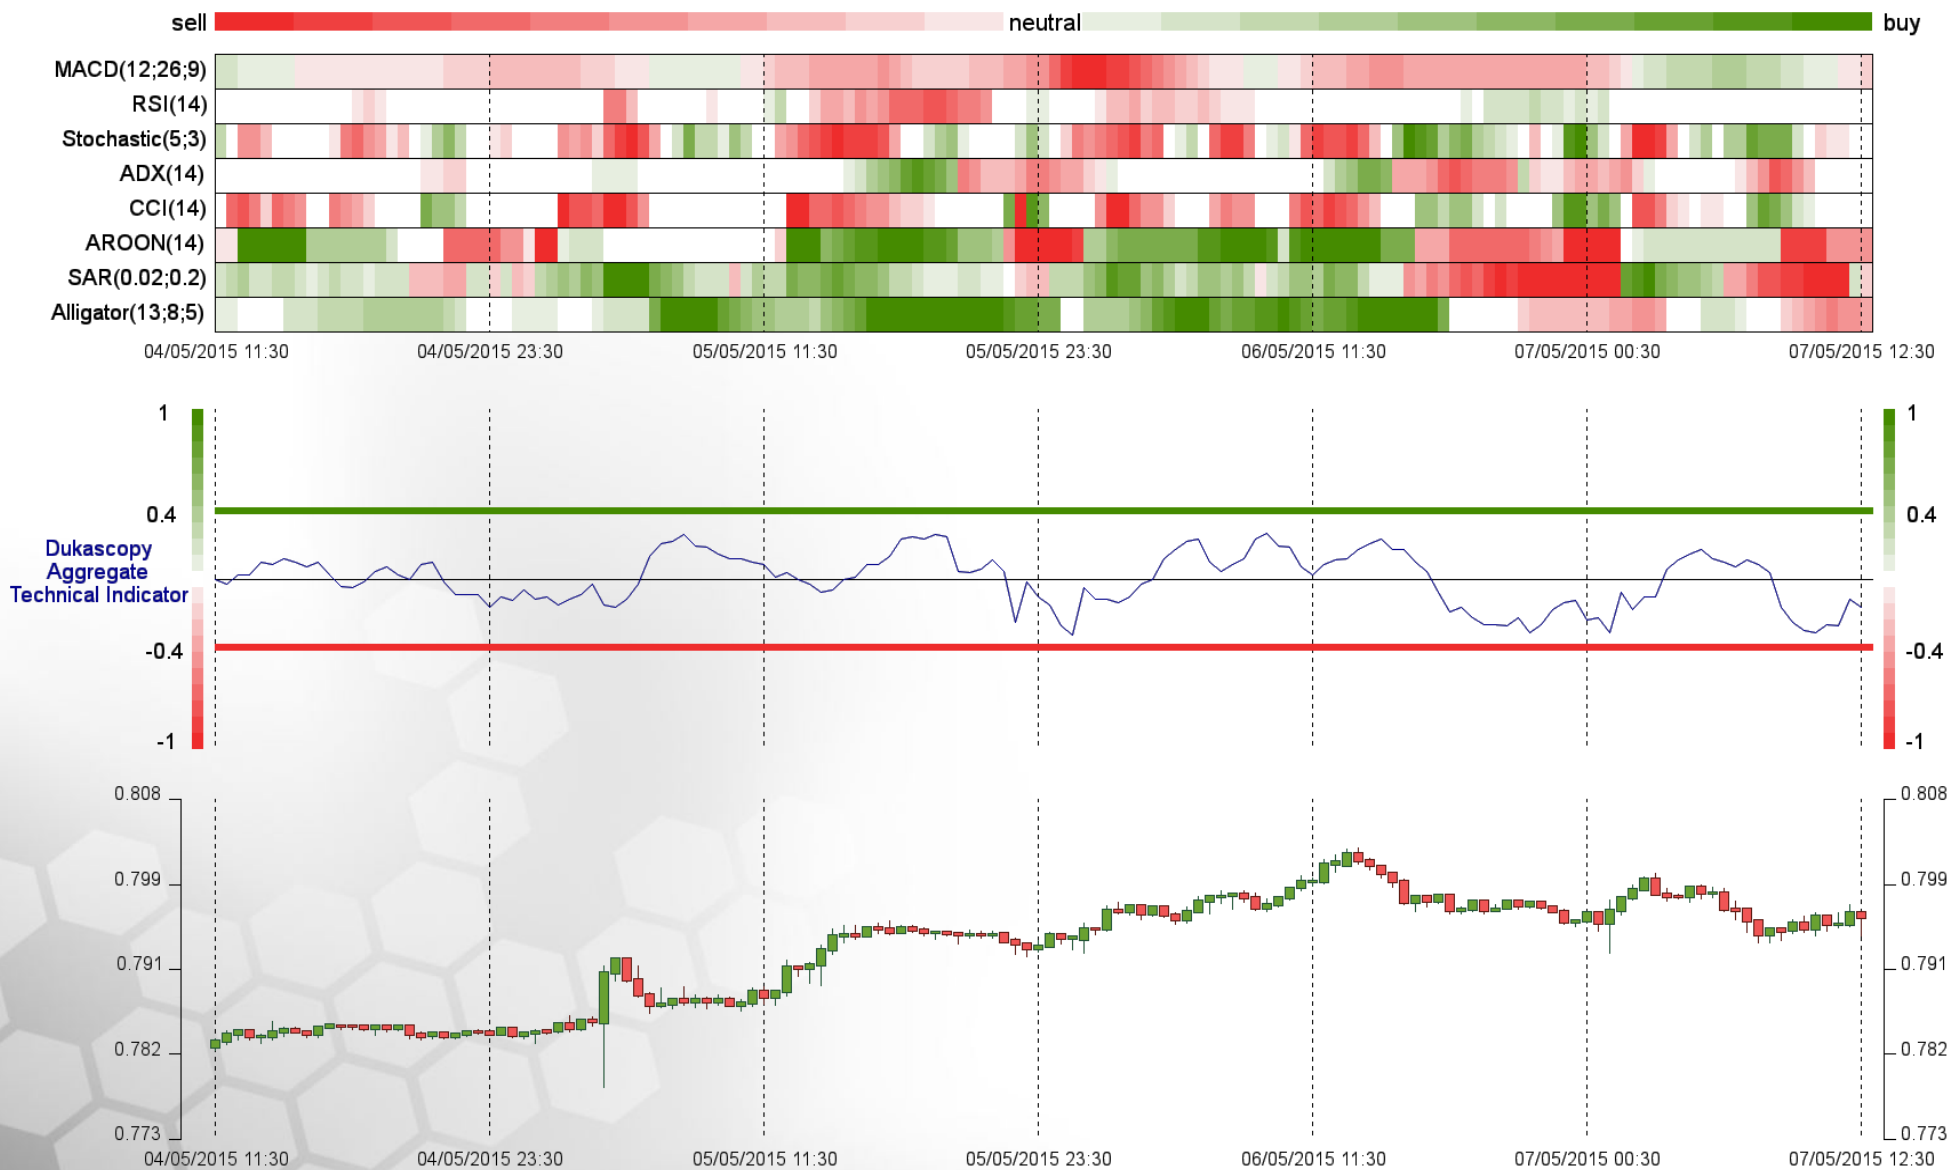 sell neutral buy
MACD(12;26;9)
RSI(14)
Stochastic(5;3)
ADX(14)
CCI(14)
AROON(14)
SAR(0.02;0.2)
Alligator(13;8;5)
04/05/2015 11:30 04/05/2015 23:30 05/05/2015 11:30 05/05/2015 23:30 06/05/2015 11:30 07/05/2015 00:30 07/05/2015 12:30
1 1
0.4 0.4
Dukascopy
Aggregate
Technical Indicator
-0.4 -0.4
-1 -1
0.808 0.808
0.799 0.799
0.791 0.791
0.782 0.782
0.773 0.773
04/05/2015 11:30 04/05/2015 23:30 05/05/2015 11:30 05/05/2015 23:30 06/05/2015 11:30 07/05/2015 00:30 07/05/2015 12:30